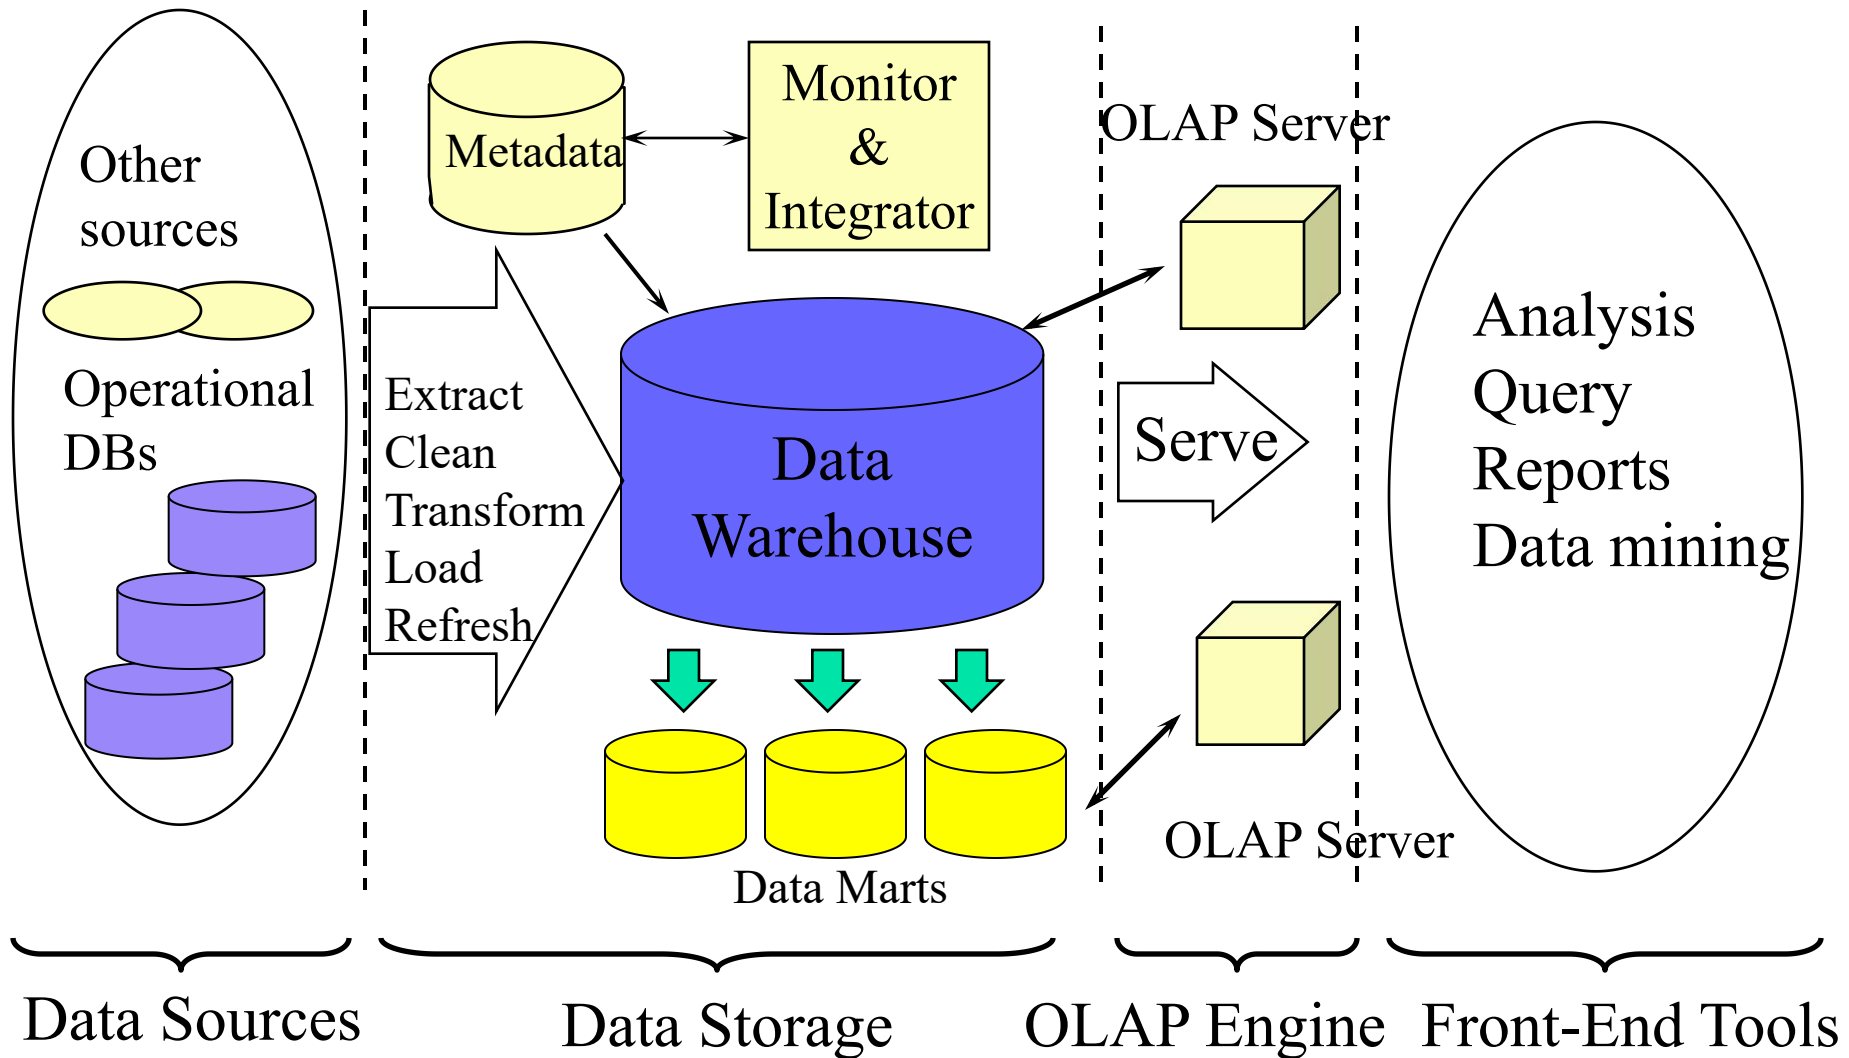 Other
sources
Operational
DBs
Metadata
Monitor
&
Integrator
Extract
Clean
Transform
Load
Refresh
Data
Warehouse
Data Marts
OLAP Server
Serve
OLAP Server
Analysis
Query
Reports
Data mining
Data Sources
Data Storage
OLAP Engine
Front-End Tools